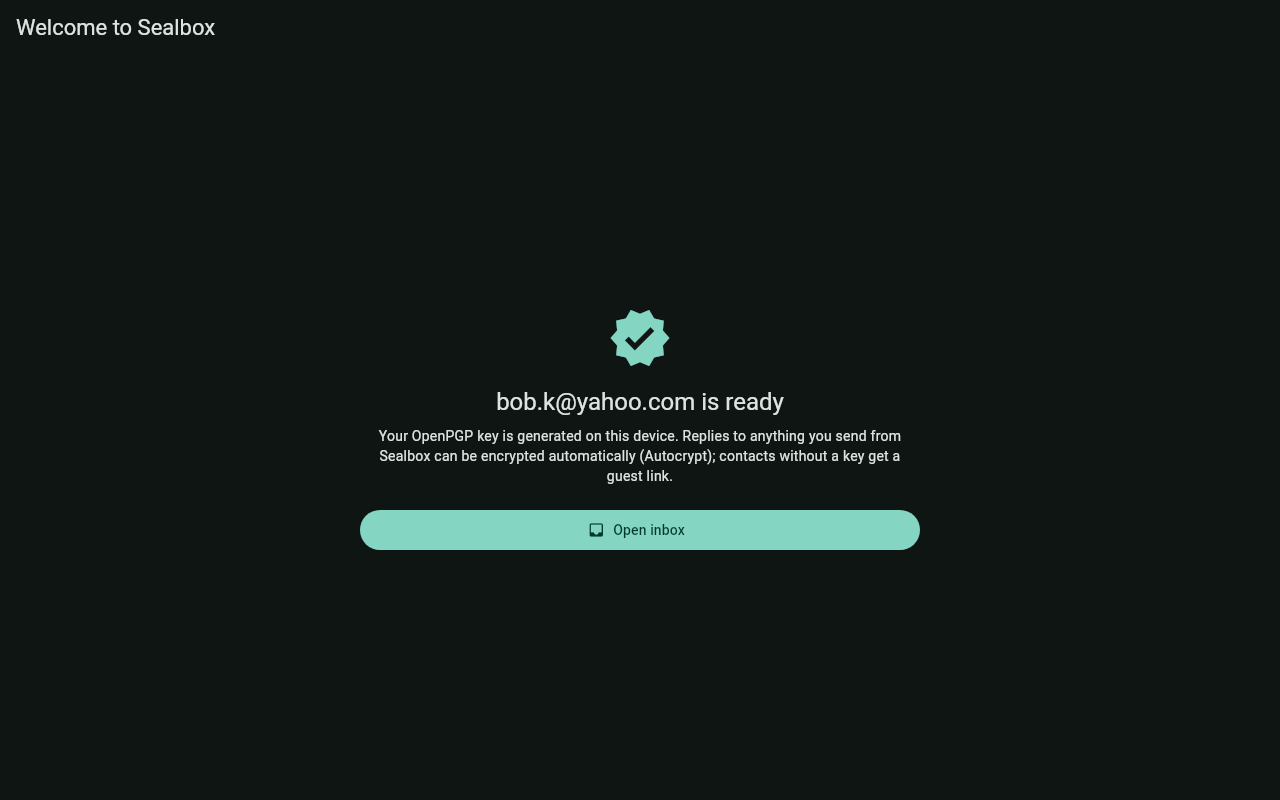 Welcome to Sealbox
bob.k@yahoo.com is ready
Your OpenPGP key is generated on this device. Replies to anything you send from
Sealbox can be encrypted automatically (Autocrypt); contacts without a key get a
guest link.
Open inbox